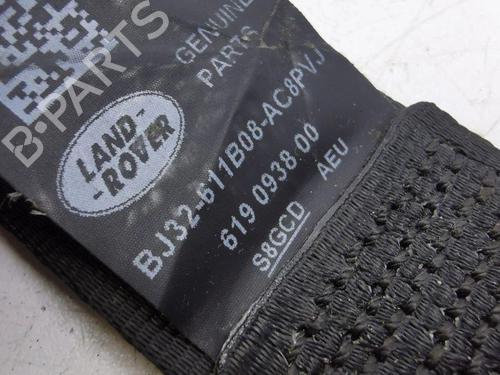 GENUINE
PARTS
LAND-
-ROVER
BJ32-611B08-AC8PVJ
619 0938 00
S8GCD AEU
B-PARTS